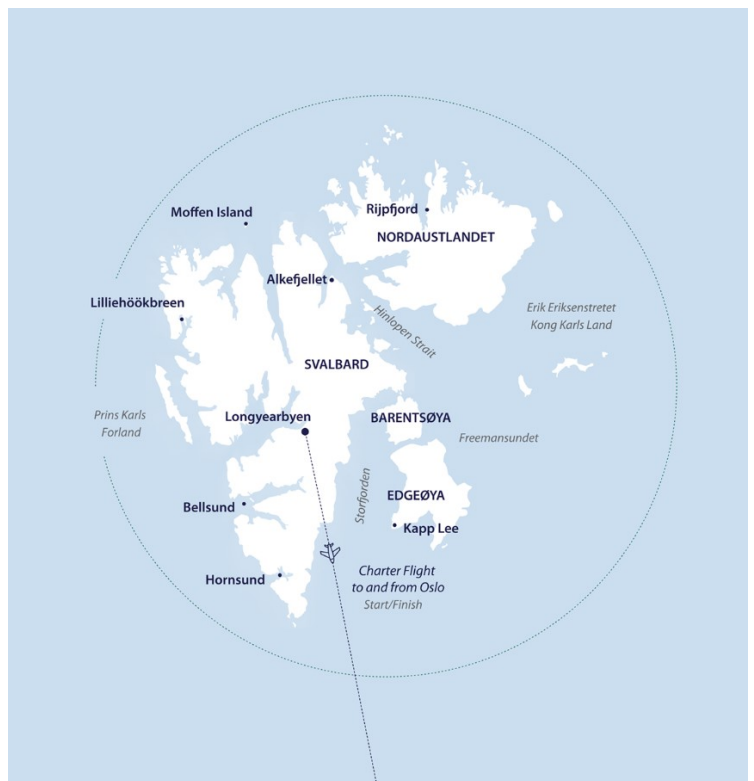 Rijpfjord
Moffen Island
NORDAUSTLANDET
Alkefjellet
Lilliehöökbreen
Erik Eriksenstretet
Kong Karls Land
Hinlopen Strait
SVALBARD
Prins Karls
Forland
Longyearbyen
BARENTSØYA
Freemansundet
Storfjorden
EDGEØYA
Bellsund
Kapp Lee
Charter Flight
to and from Oslo
Start/Finish
Hornsund